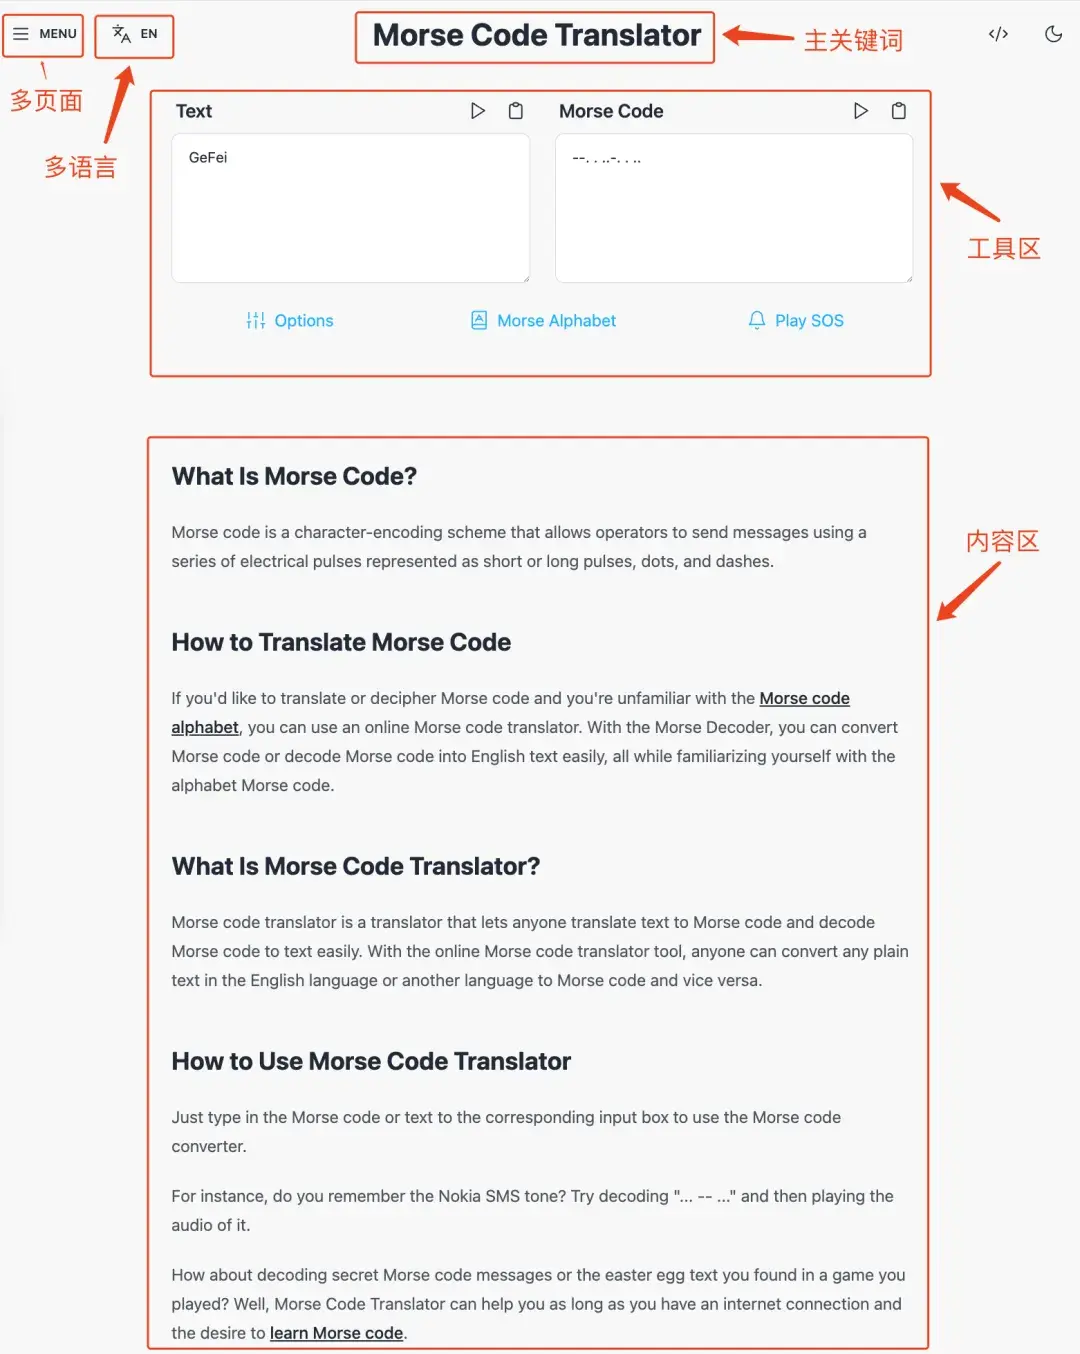 MENU
EN
Morse Code Translator
主关键词
多页面
多语言
Text
Morse Code
GeFei
--. . ..-. . ..
工具区
Options
Morse Alphabet
Play SOS
内容区
What Is Morse Code?
Morse code is a character-encoding scheme that allows operators to send messages using a
series of electrical pulses represented as short or long pulses, dots, and dashes.
How to Translate Morse Code
If you'd like to translate or decipher Morse code and you're unfamiliar with the Morse code
alphabet, you can use an online Morse code translator. With the Morse Decoder, you can convert
Morse code or decode Morse code into English text easily, all while familiarizing yourself with the
alphabet Morse code.
What Is Morse Code Translator?
Morse code translator is a translator that lets anyone translate text to Morse code and decode
Morse code to text easily. With the online Morse code translator tool, anyone can convert any plain
text in the English language or another language to Morse code and vice versa.
How to Use Morse Code Translator
Just type in the Morse code or text to the corresponding input box to use the Morse code
converter.
For instance, do you remember the Nokia SMS tone? Try decoding "... -- ..." and then playing the
audio of it.
How about decoding secret Morse code messages or the easter egg text you found in a game you
played? Well, Morse Code Translator can help you as long as you have an internet connection and
the desire to learn Morse code.